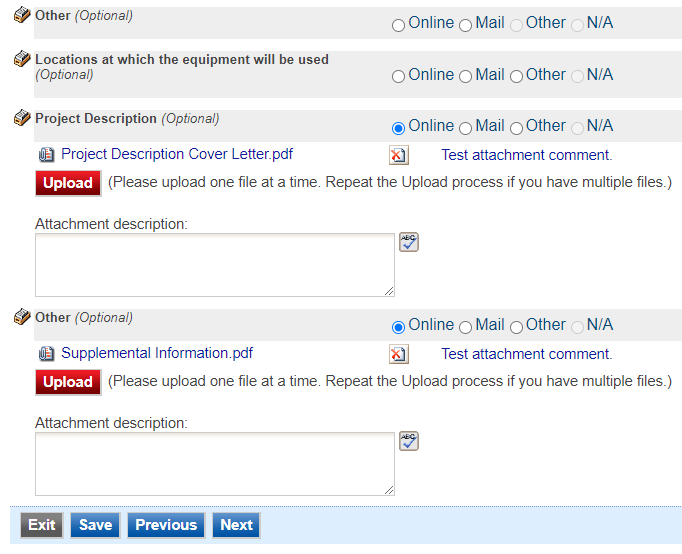 Other (Optional)
Online Mail Other N/A
Locations at which the equipment will be used
(Optional)
Online Mail Other N/A
Project Description (Optional)
Online Mail Other N/A
Project Description Cover Letter.pdf
Test attachment comment.
Upload (Please upload one file at a time. Repeat the Upload process if you have multiple files.)
Attachment description:
ABC
Other (Optional)
Online Mail Other N/A
Supplemental Information.pdf
Test attachment comment.
Upload (Please upload one file at a time. Repeat the Upload process if you have multiple files.)
Attachment description:
ABC
Exit Save Previous Next